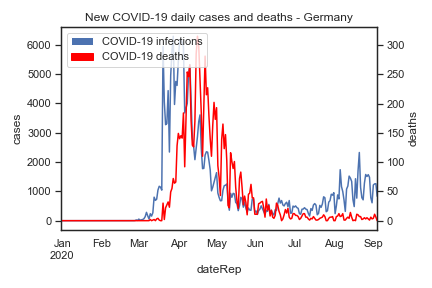 New COVID-19 daily cases and deaths - Germany
COVID-19 infections
COVID-19 deaths
cases
6000
5000
4000
3000
2000
1000
0
deaths
300
250
200
150
100
50
0
Jan Feb Mar Apr May Jun Jul Aug Sep
2020
dateRep